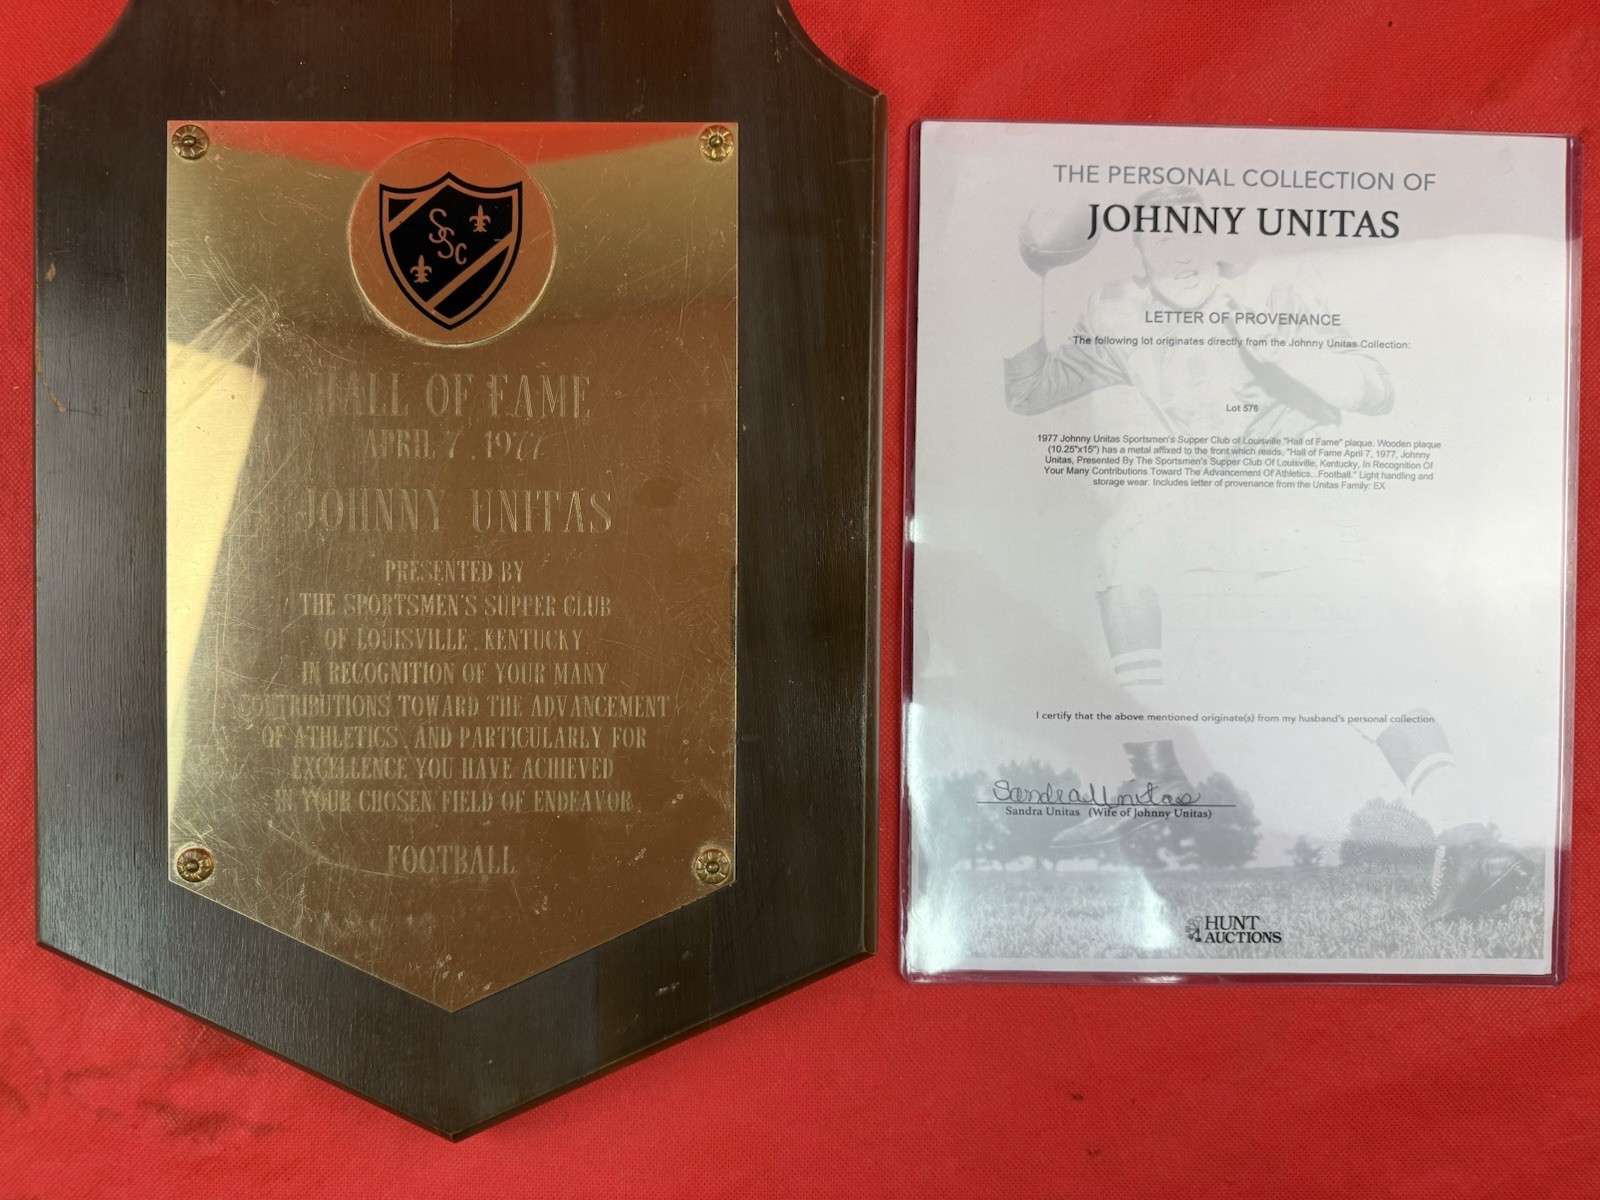 SSC
HALL OF FAME
APRIL 7, 1977
JOHNNY UNITAS
PRESENTED BY
THE SPORTSMEN'S SUPPER CLUB
OF LOUISVILLE, KENTUCKY
IN RECOGNITION OF YOUR MANY
CONTRIBUTIONS TOWARD THE ADVANCEMENT
OF ATHLETICS, AND PARTICULARLY FOR
EXCELLENCE YOU HAVE ACHIEVED
IN YOUR CHOSEN FIELD OF ENDEAVOR
FOOTBALL
THE PERSONAL COLLECTION OF
JOHNNY UNITAS
LETTER OF PROVENANCE
The following lot originates directly from the Johnny Unitas Collection:
Lot 576
1977 Johnny Unitas Sportsmen's Supper Club of Louisville "Hall of Fame" plaque. Wooden plaque
(10.25"x15") has a metal affixed to the front which reads, "Hall of Fame April 7, 1977, Johnny
Unitas, Presented By The Sportsmen's Supper Club Of Louisville, Kentucky, In Recognition Of
Your Many Contributions Toward The Advancement Of Athletics...Football." Light handling and
storage wear. Includes letter of provenance from the Unitas Family: EX
I certify that the above mentioned originate(s) from my husband's personal collection
Sandra Unitas
Sandra Unitas (Wife of Johnny Unitas)
HUNT
AUCTIONS